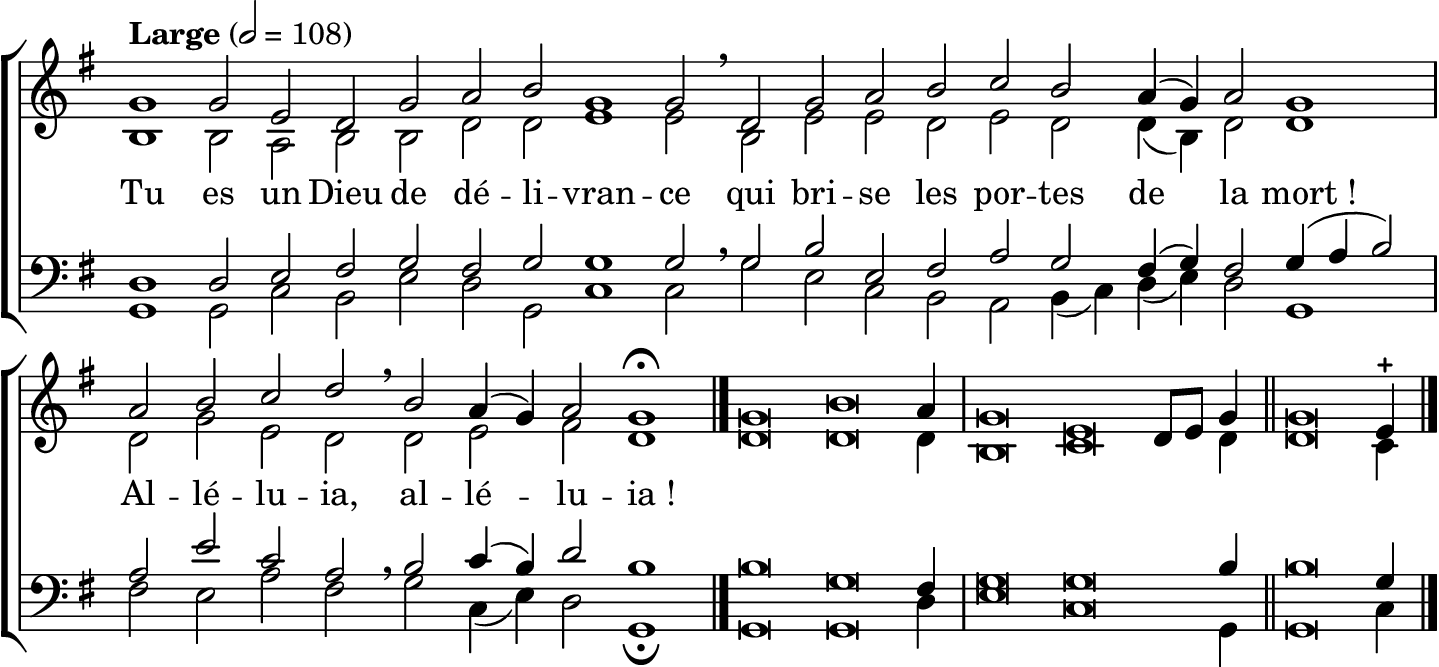 Large (𝅗𝅥 = 108)
Tu es un Dieu de dé - li - vran - ce qui bri - se les por - tes de la mort !
Al - lé - lu - ia, al - lé - lu - ia !